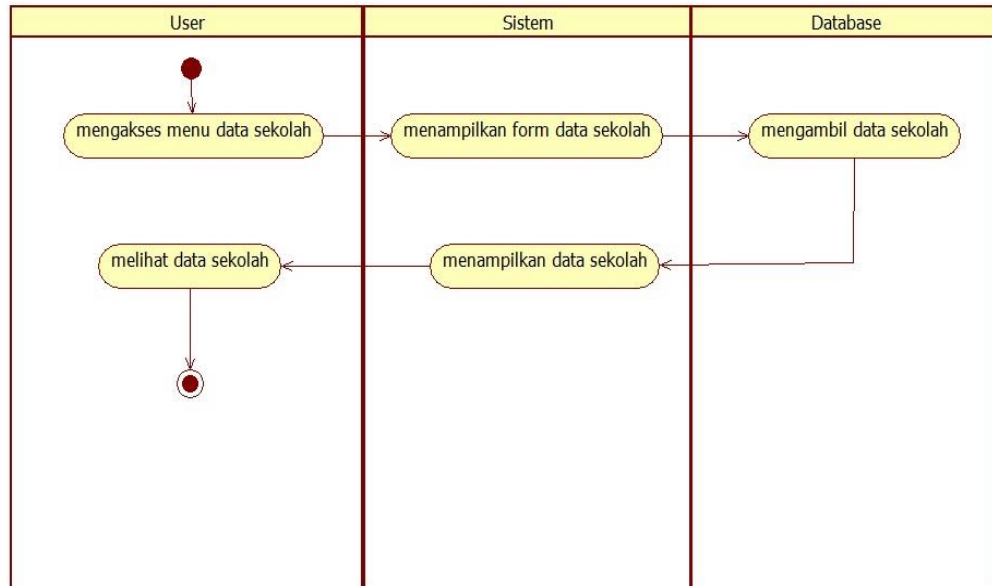 User
Sistem
Database
mengakses menu data sekolah
menampilkan form data sekolah
mengambil data sekolah
melihat data sekolah
menampilkan data sekolah